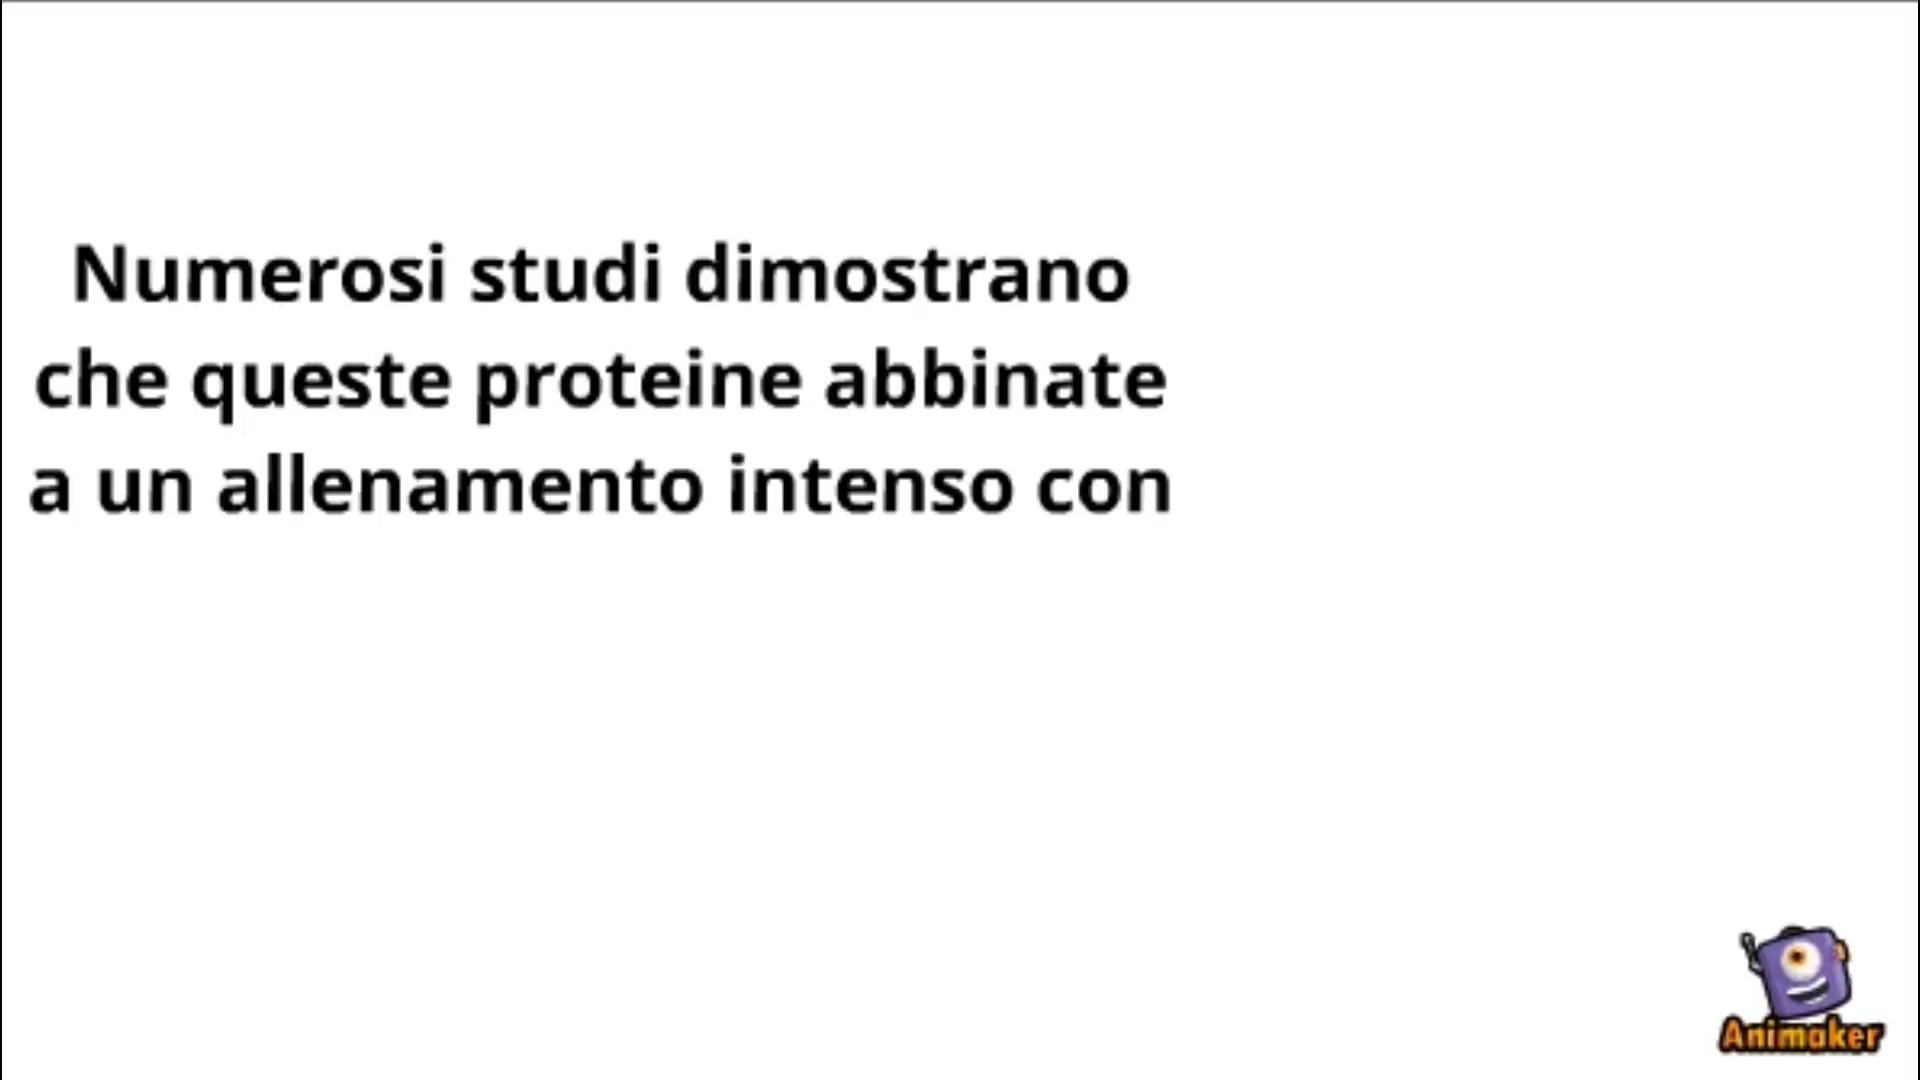 Numerosi studi dimostrano
che queste proteine abbinate
a un allenamento intenso con
Animaker